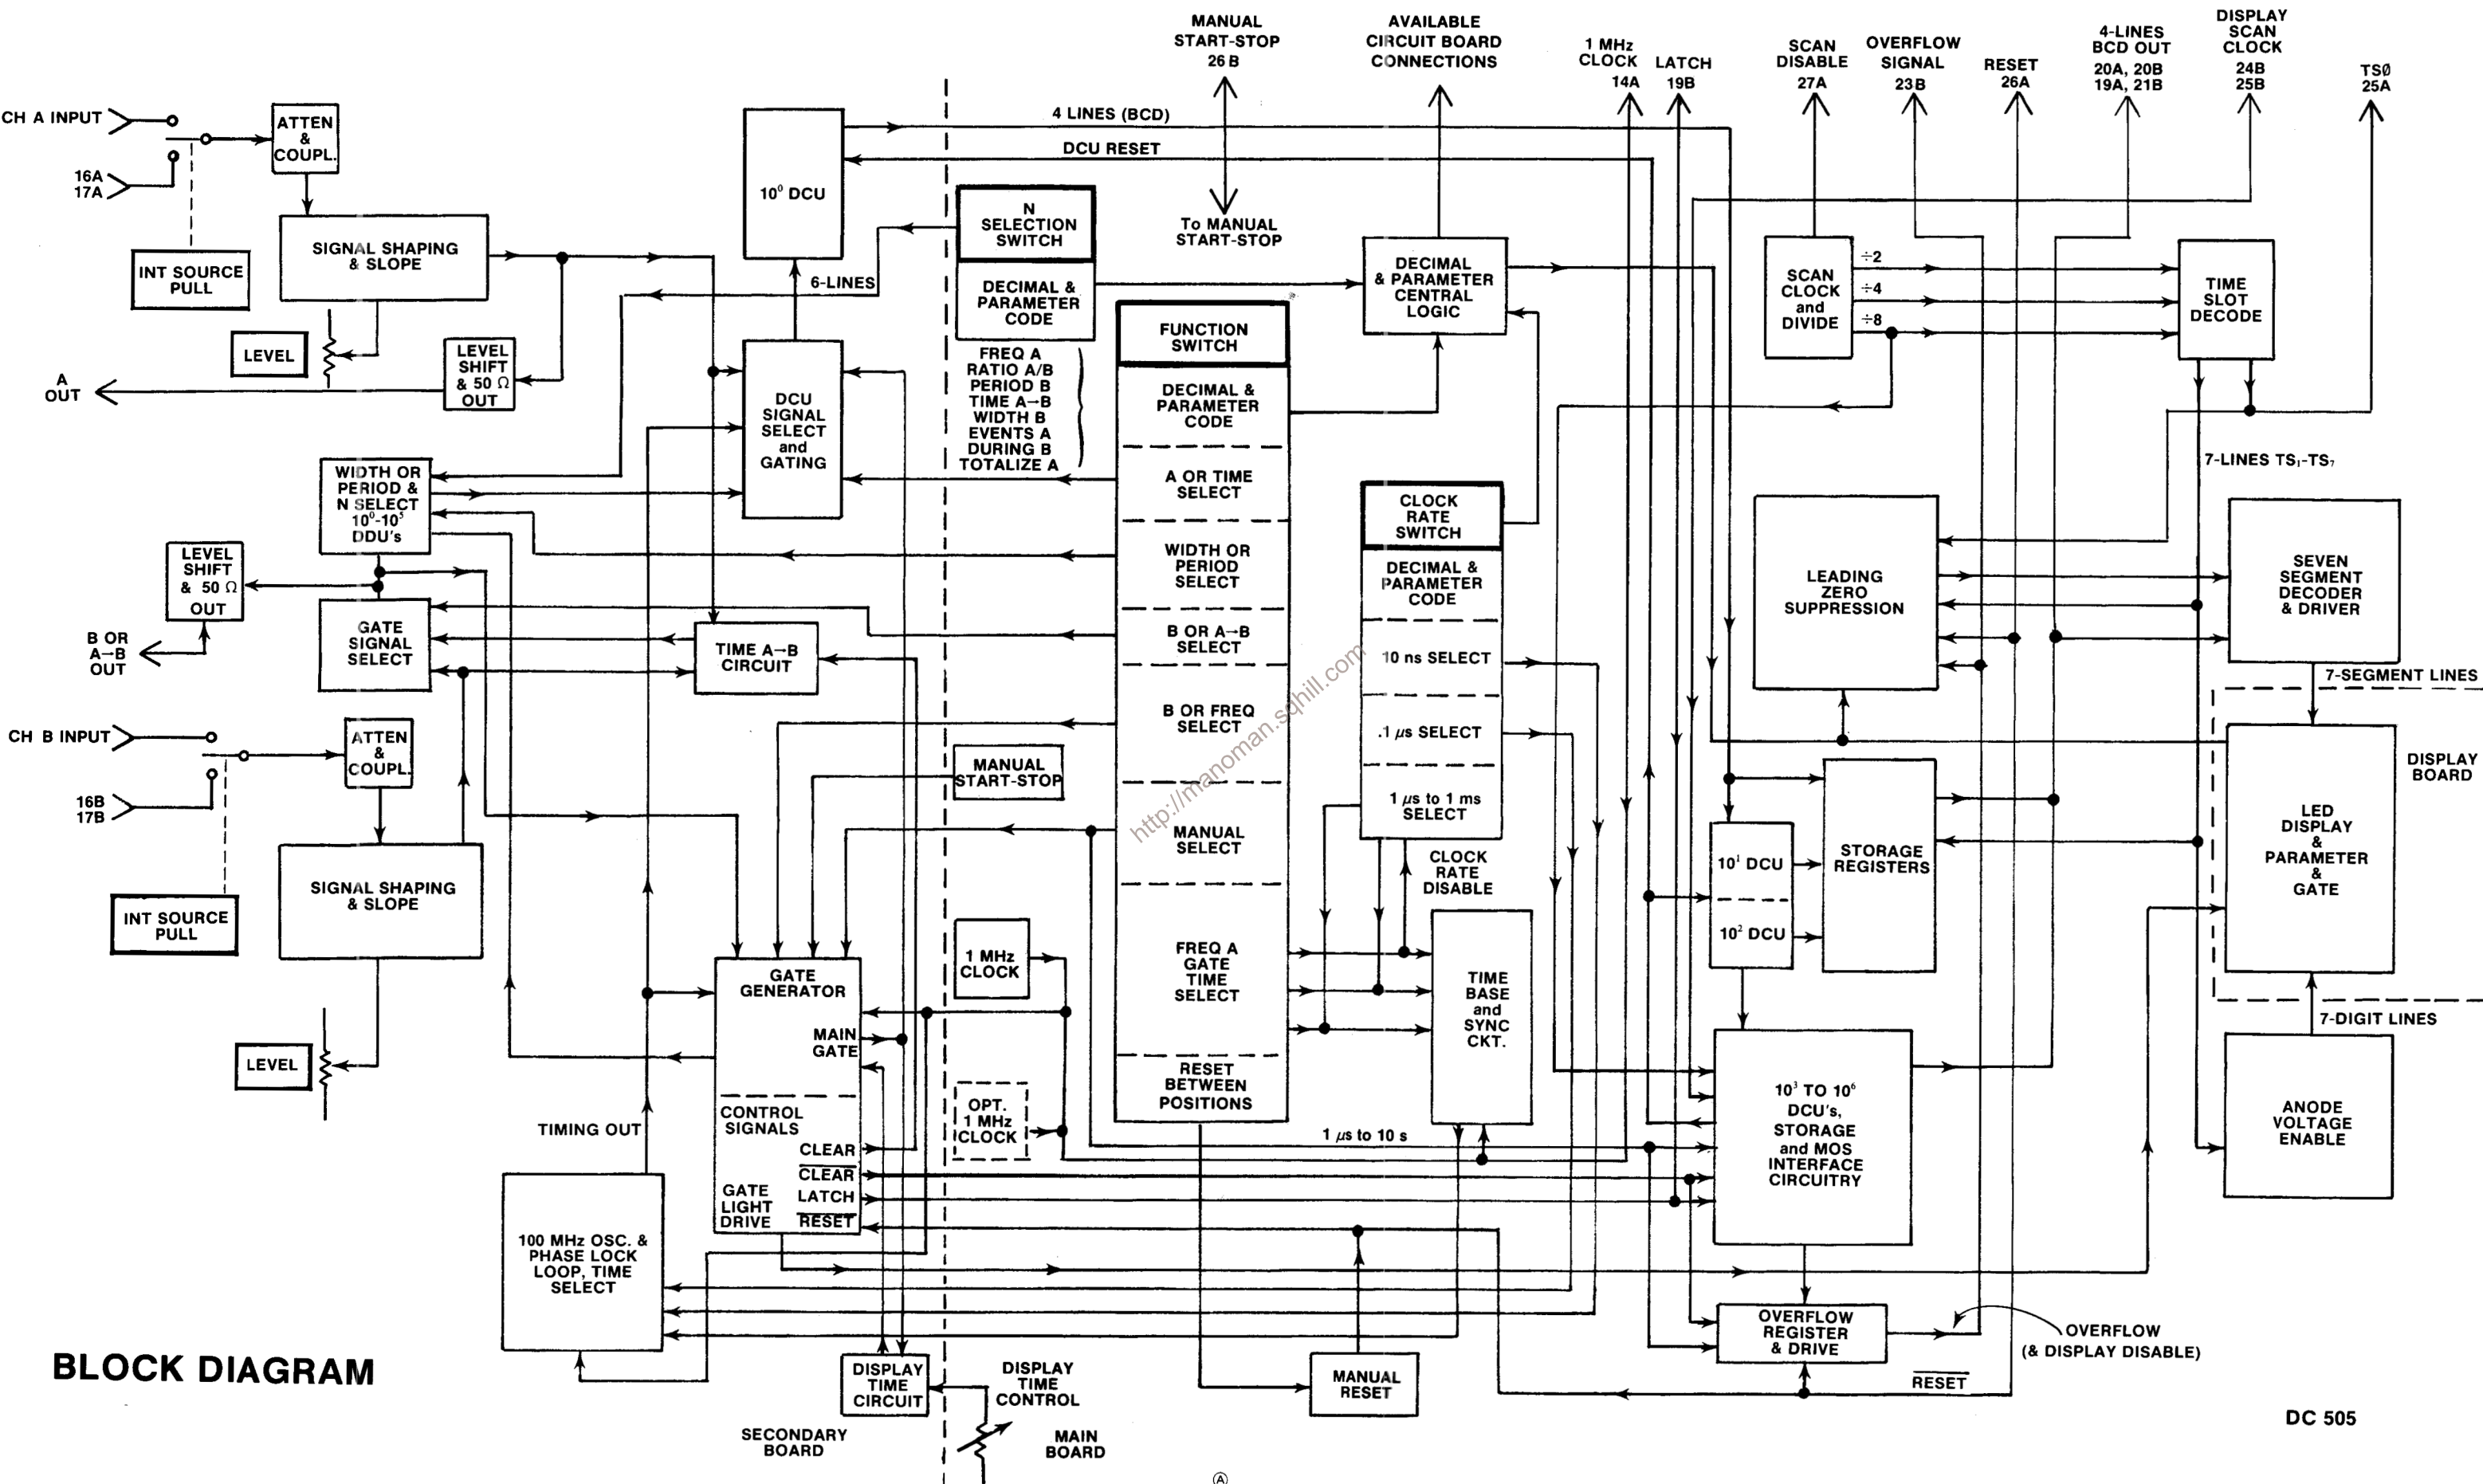 MANUAL
START-STOP
26 B
AVAILABLE
CIRCUIT BOARD
CONNECTIONS
1 MHz
CLOCK
14A
LATCH
19B
SCAN
DISABLE
27A
OVERFLOW
SIGNAL
23B
RESET
26A
4-LINES
BCD OUT
20A, 20B
19A, 21B
DISPLAY
SCAN
CLOCK
24B
25B
TSØ
25A
CH A INPUT
16A
17A
ATTEN
&
COUPL.
INT SOURCE
PULL
SIGNAL SHAPING
& SLOPE
LEVEL
LEVEL
SHIFT
& 50 Ω
OUT
A
OUT
10⁰ DCU
4 LINES (BCD)
DCU RESET
6-LINES
N
SELECTION
SWITCH
DECIMAL &
PARAMETER
CODE
To MANUAL
START-STOP
DECIMAL
& PARAMETER
CENTRAL
LOGIC
SCAN
CLOCK
and
DIVIDE
÷2
÷4
÷8
TIME
SLOT
DECODE
FREQ A
RATIO A/B
PERIOD B
TIME A→B
WIDTH B
EVENTS A
DURING B
TOTALIZE A
DCU
SIGNAL
SELECT
and
GATING
FUNCTION
SWITCH
DECIMAL &
PARAMETER
CODE
A OR TIME
SELECT
WIDTH OR
PERIOD
SELECT
B OR A→B
SELECT
B OR FREQ
SELECT
MANUAL
SELECT
FREQ A
GATE
TIME
SELECT
RESET
BETWEEN
POSITIONS
WIDTH OR
PERIOD &
N SELECT
10⁰-10⁵
DDU's
LEVEL
SHIFT
& 50 Ω
OUT
B OR
A→B
OUT
GATE
SIGNAL
SELECT
TIME A→B
CIRCUIT
CLOCK
RATE
SWITCH
DECIMAL &
PARAMETER
CODE
10 ns SELECT
.1 µs SELECT
1 µs to 1 ms
SELECT
CLOCK
RATE
DISABLE
7-LINES TS₁-TS₇
LEADING
ZERO
SUPPRESSION
SEVEN
SEGMENT
DECODER
& DRIVER
7-SEGMENT LINES
DISPLAY
BOARD
LED
DISPLAY
&
PARAMETER
&
GATE
7-DIGIT LINES
ANODE
VOLTAGE
ENABLE
CH B INPUT
16B
17B
ATTEN
&
COUPL.
INT SOURCE
PULL
SIGNAL SHAPING
& SLOPE
LEVEL
MANUAL
START-STOP
http://manoman.sqhill.com
10¹ DCU
10² DCU
STORAGE
REGISTERS
GATE
GENERATOR
MAIN
GATE
CONTROL
SIGNALS
CLEAR
CLEAR
LATCH
RESET
GATE
LIGHT
DRIVE
1 MHz
CLOCK
OPT.
1 MHz
CLOCK
TIME
BASE
and
SYNC
CKT.
1 µs to 10 s
10³ TO 10⁶
DCU's,
STORAGE
and MOS
INTERFACE
CIRCUITRY
TIMING OUT
100 MHz OSC. &
PHASE LOCK
LOOP, TIME
SELECT
OVERFLOW
REGISTER
& DRIVE
OVERFLOW
(& DISPLAY DISABLE)
RESET
DISPLAY
TIME
CIRCUIT
DISPLAY
TIME
CONTROL
MANUAL
RESET
SECONDARY
BOARD
MAIN
BOARD
BLOCK DIAGRAM
DC 505
Ⓐ